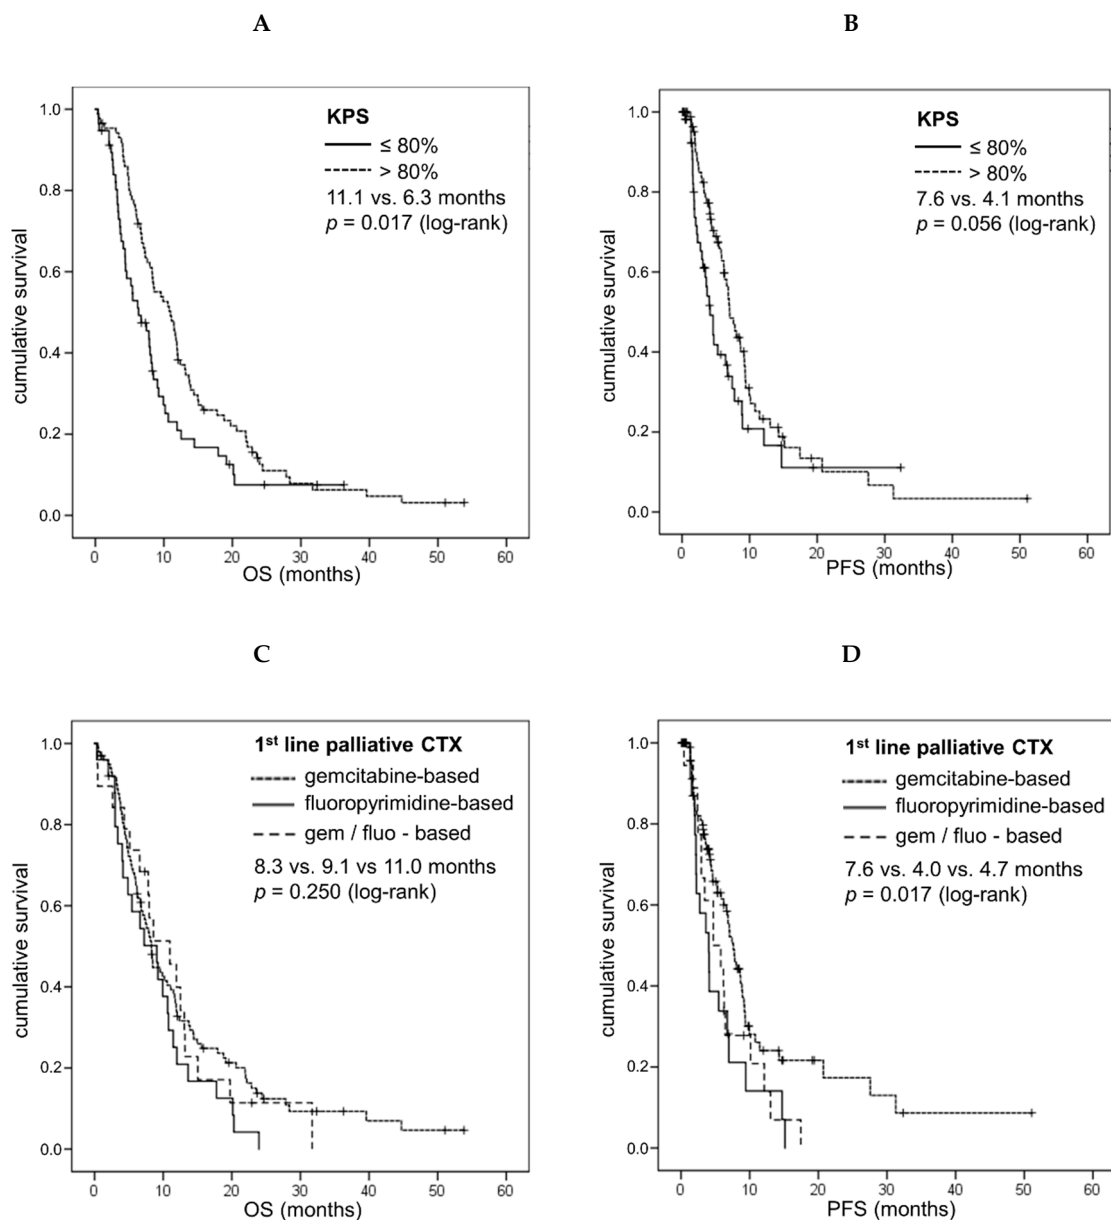 A
KPS
≤ 80%
> 80%
11.1 vs. 6.3 months
p = 0.017 (log-rank)
cumulative survival
1.0
0.8
0.6
0.4
0.2
0.0
0 10 20 30 40 50 60
OS (months)
B
KPS
≤ 80%
> 80%
7.6 vs. 4.1 months
p = 0.056 (log-rank)
cumulative survival
1.0
0.8
0.6
0.4
0.2
0.0
0 10 20 30 40 50 60
PFS (months)
C
1st line palliative CTX
gemcitabine-based
fluoropyrimidine-based
gem / fluo - based
8.3 vs. 9.1 vs 11.0 months
p = 0.250 (log-rank)
cumulative survival
1.0
0.8
0.6
0.4
0.2
0.0
0 10 20 30 40 50 60
OS (months)
D
1st line palliative CTX
gemcitabine-based
fluoropyrimidine-based
gem / fluo - based
7.6 vs. 4.0 vs. 4.7 months
p = 0.017 (log-rank)
cumulative survival
1.0
0.8
0.6
0.4
0.2
0.0
0 10 20 30 40 50 60
PFS (months)